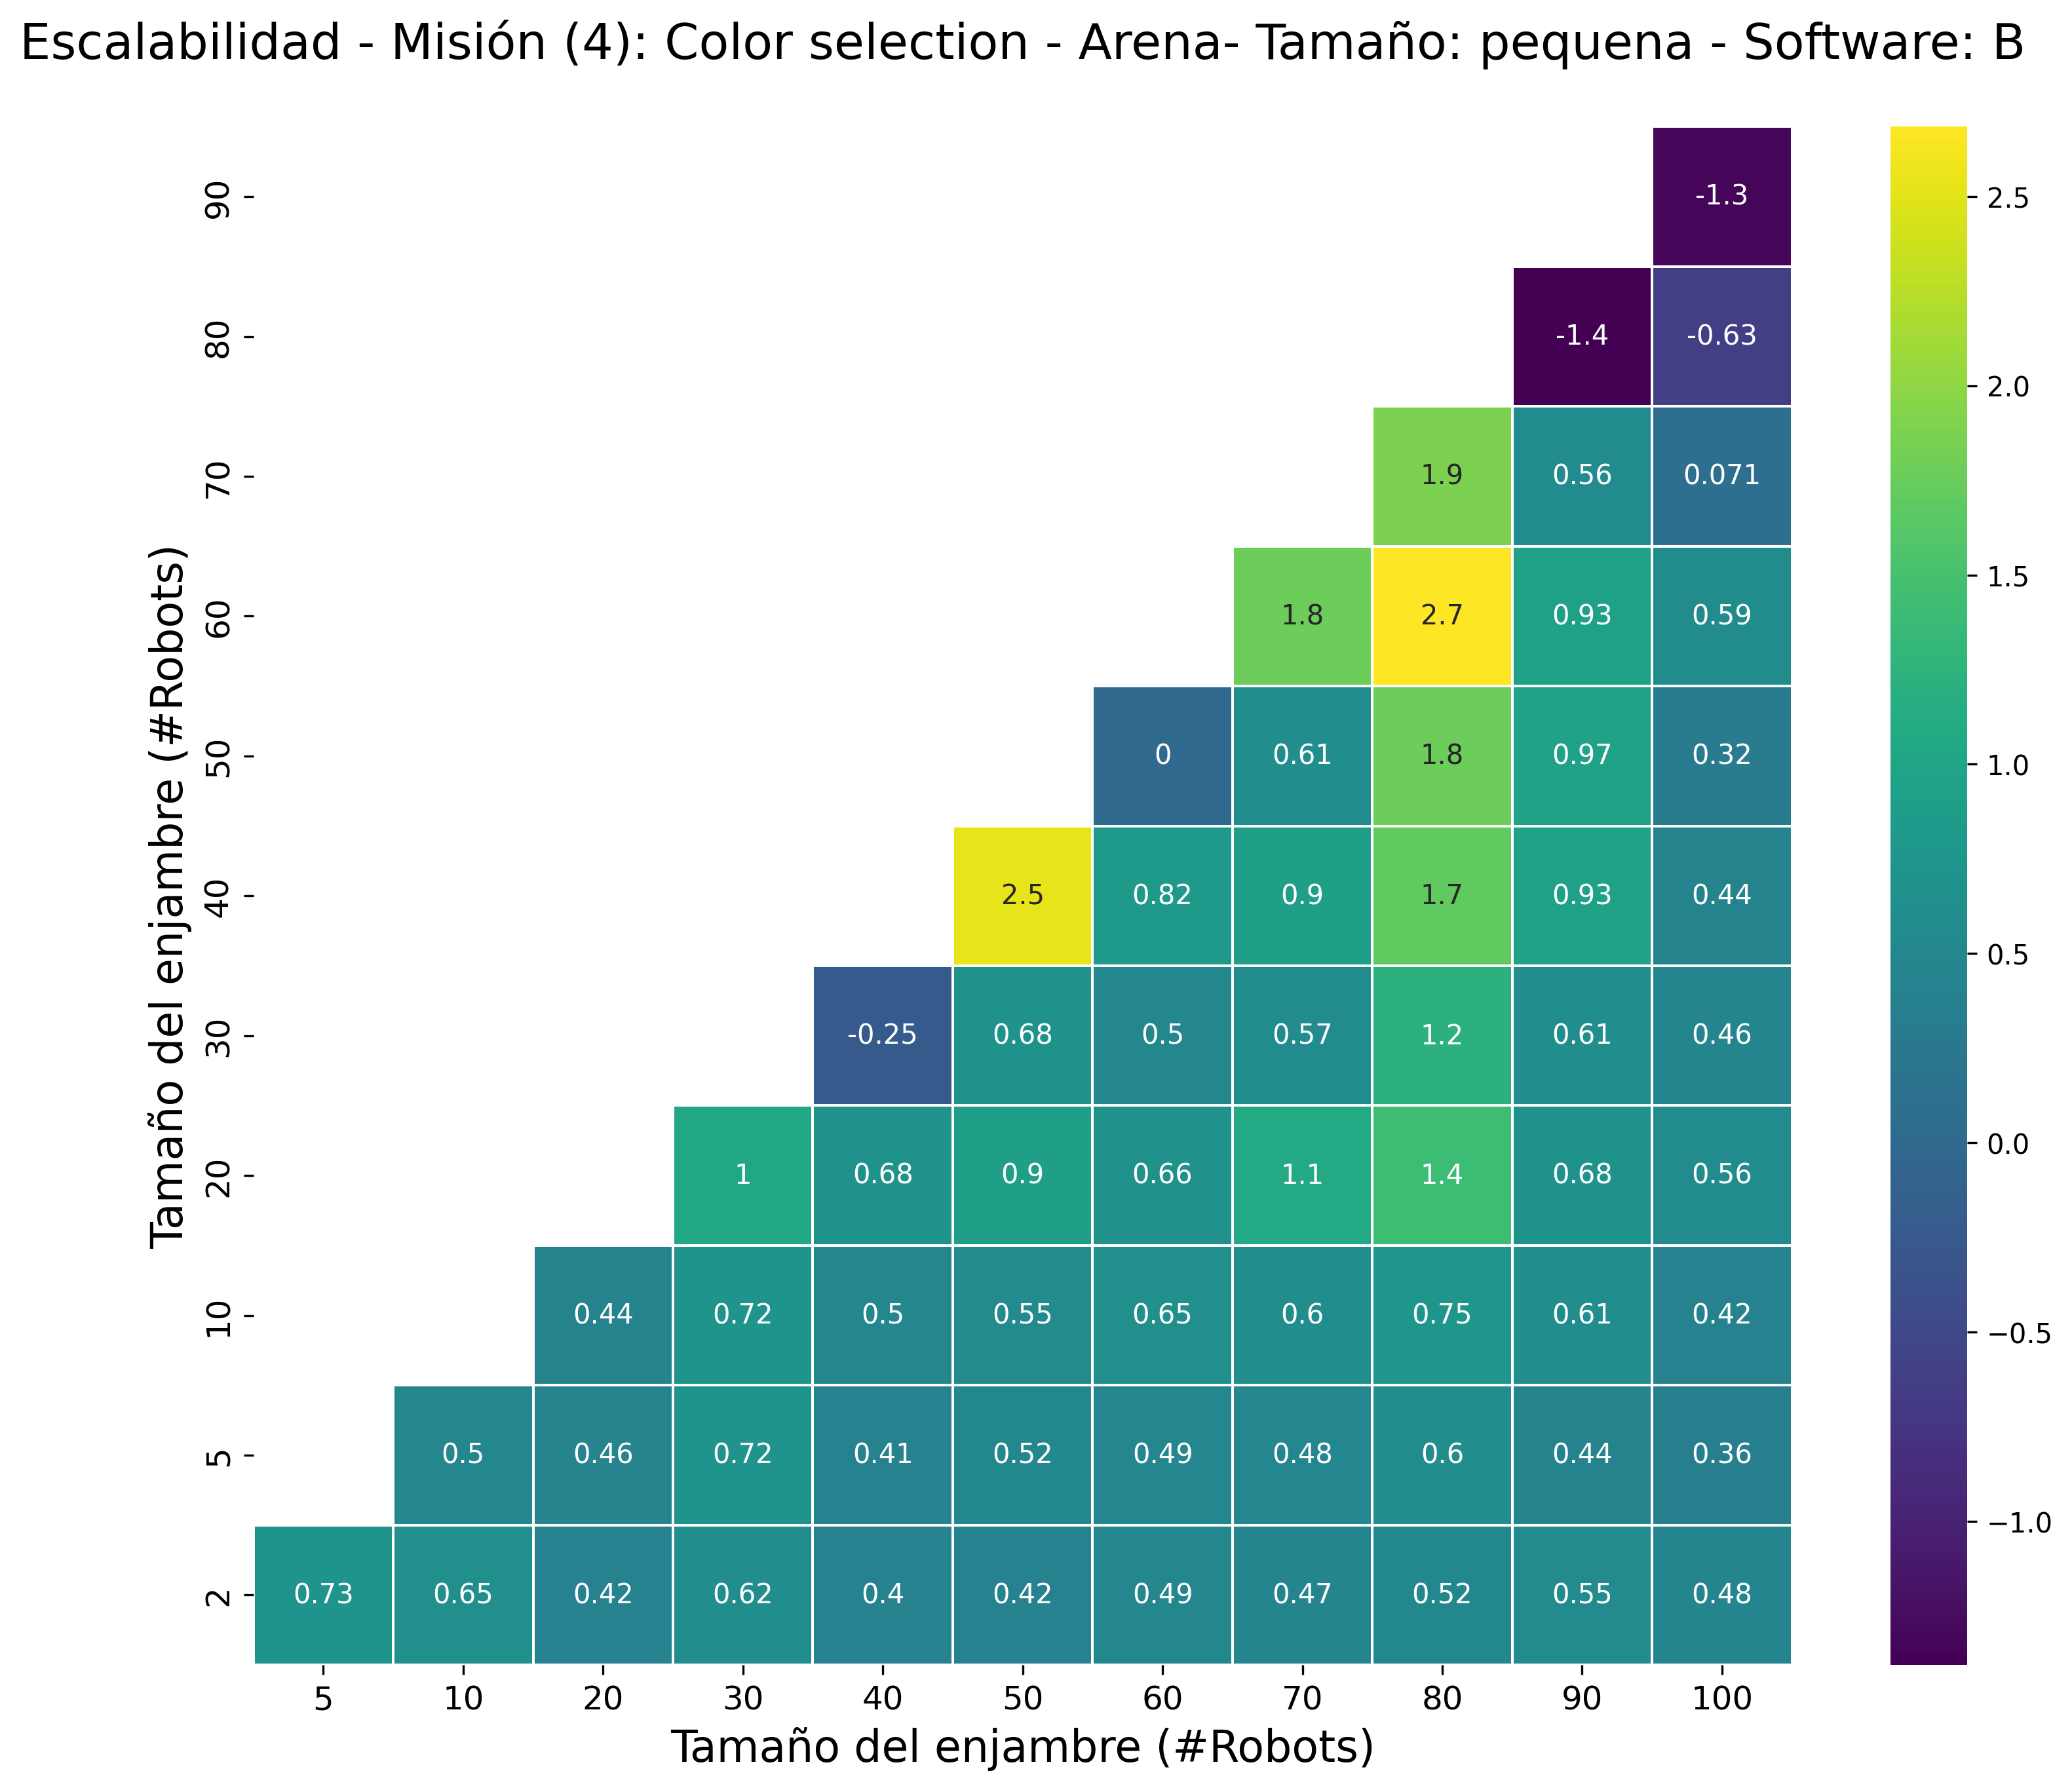 Escalabilidad - Misión (4): Color selection - Arena- Tamaño: pequena - Software: B
Tamaño del enjambre (#Robots)
90 -1.3
80 -1.4 -0.63
70 1.9 0.56 0.071
60 1.8 2.7 0.93 0.59
50 0 0.61 1.8 0.97 0.32
40 2.5 0.82 0.9 1.7 0.93 0.44
30 -0.25 0.68 0.5 0.57 1.2 0.61 0.46
20 1 0.68 0.9 0.66 1.1 1.4 0.68 0.56
10 0.44 0.72 0.5 0.55 0.65 0.6 0.75 0.61 0.42
5 0.5 0.46 0.72 0.41 0.52 0.49 0.48 0.6 0.44 0.36
2 0.73 0.65 0.42 0.62 0.4 0.42 0.49 0.47 0.52 0.55 0.48
5 10 20 30 40 50 60 70 80 90 100
Tamaño del enjambre (#Robots)
2.5
2.0
1.5
1.0
0.5
0.0
−0.5
−1.0